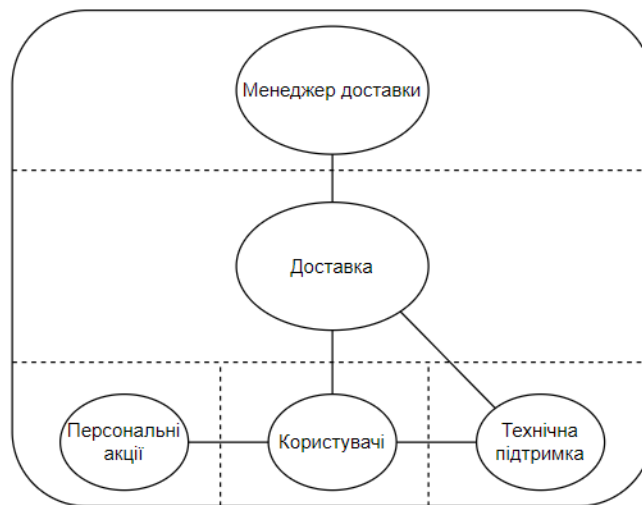 Менеджер доставки
Доставка
Персональні
акції
Користувачі
Технічна
підтримка